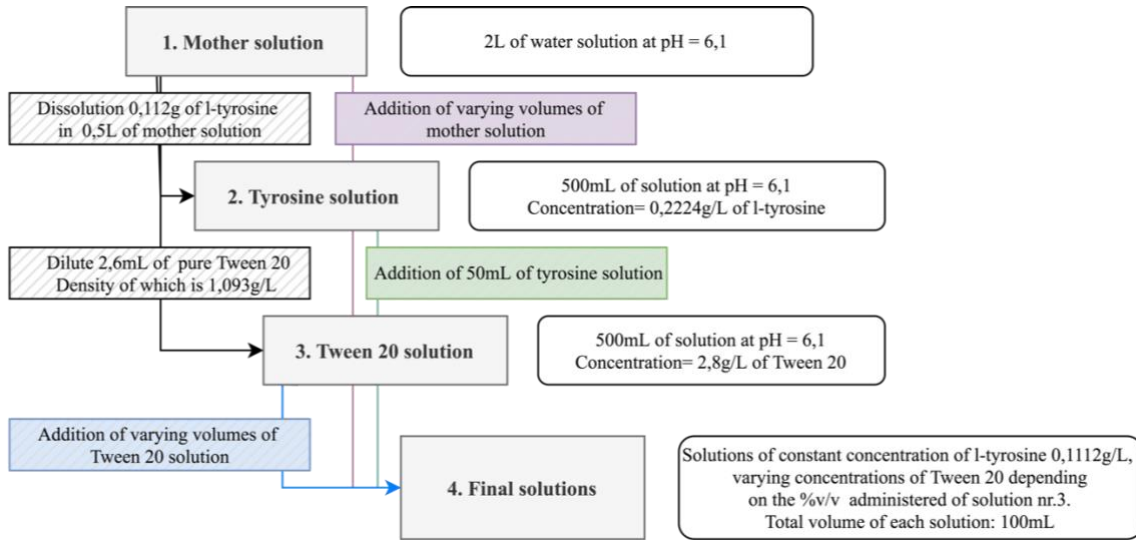 1. Mother solution
2L of water solution at pH = 6,1
Dissolution 0,112g of l-tyrosine
in 0,5L of mother solution
Addition of varying volumes of
mother solution
2. Tyrosine solution
500mL of solution at pH = 6,1
Concentration= 0,2224g/L of l-tyrosine
Dilute 2,6mL of pure Tween 20
Density of which is 1,093g/L
Addition of 50mL of tyrosine solution
3. Tween 20 solution
500mL of solution at pH = 6,1
Concentration= 2,8g/L of Tween 20
Addition of varying volumes of
Tween 20 solution
4. Final solutions
Solutions of constant concentration of l-tyrosine 0,1112g/L,
varying concentrations of Tween 20 depending
on the %v/v administered of solution nr.3.
Total volume of each solution: 100mL